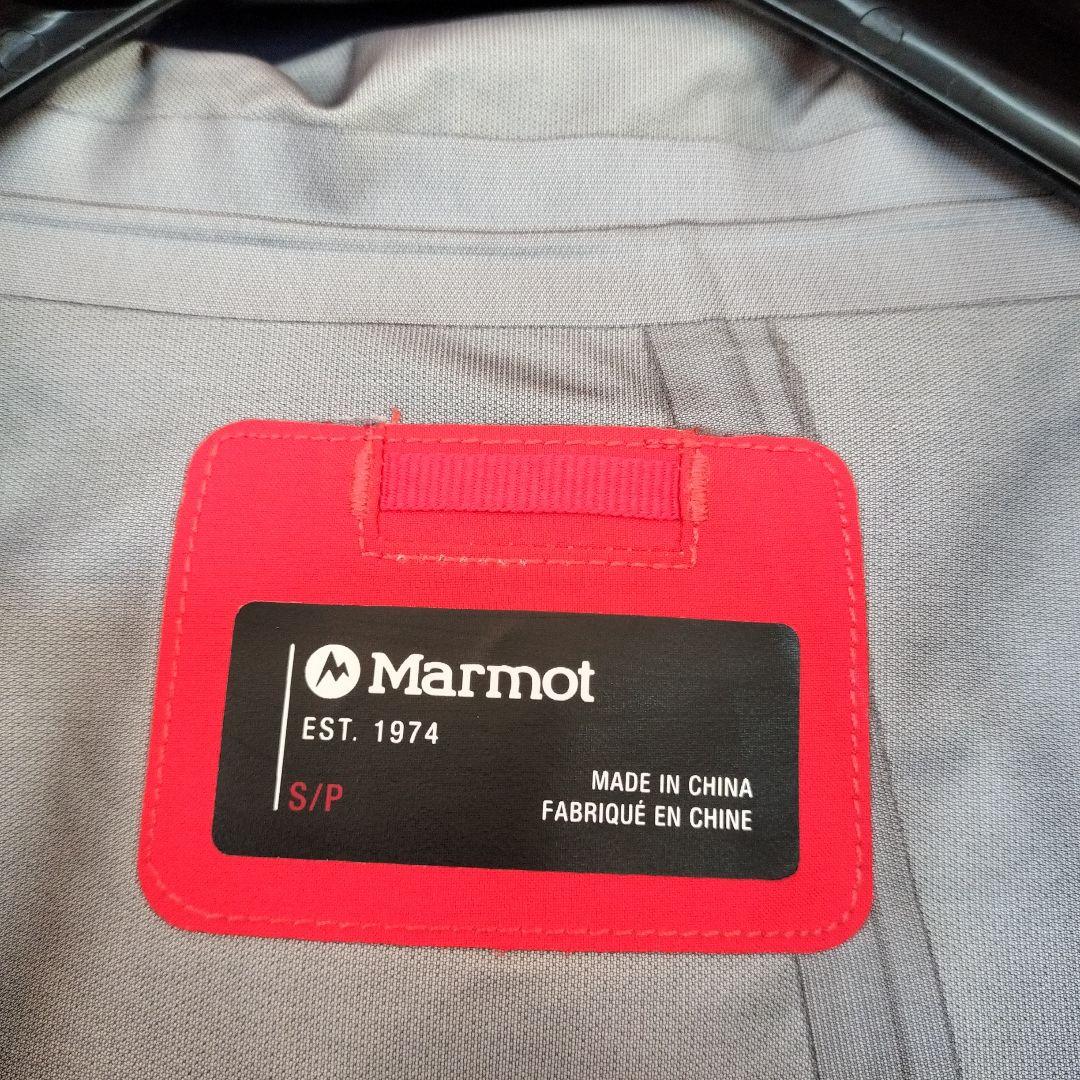 Marmot
EST. 1974
S/P
MADE IN CHINA
FABRIQUÉ EN CHINE